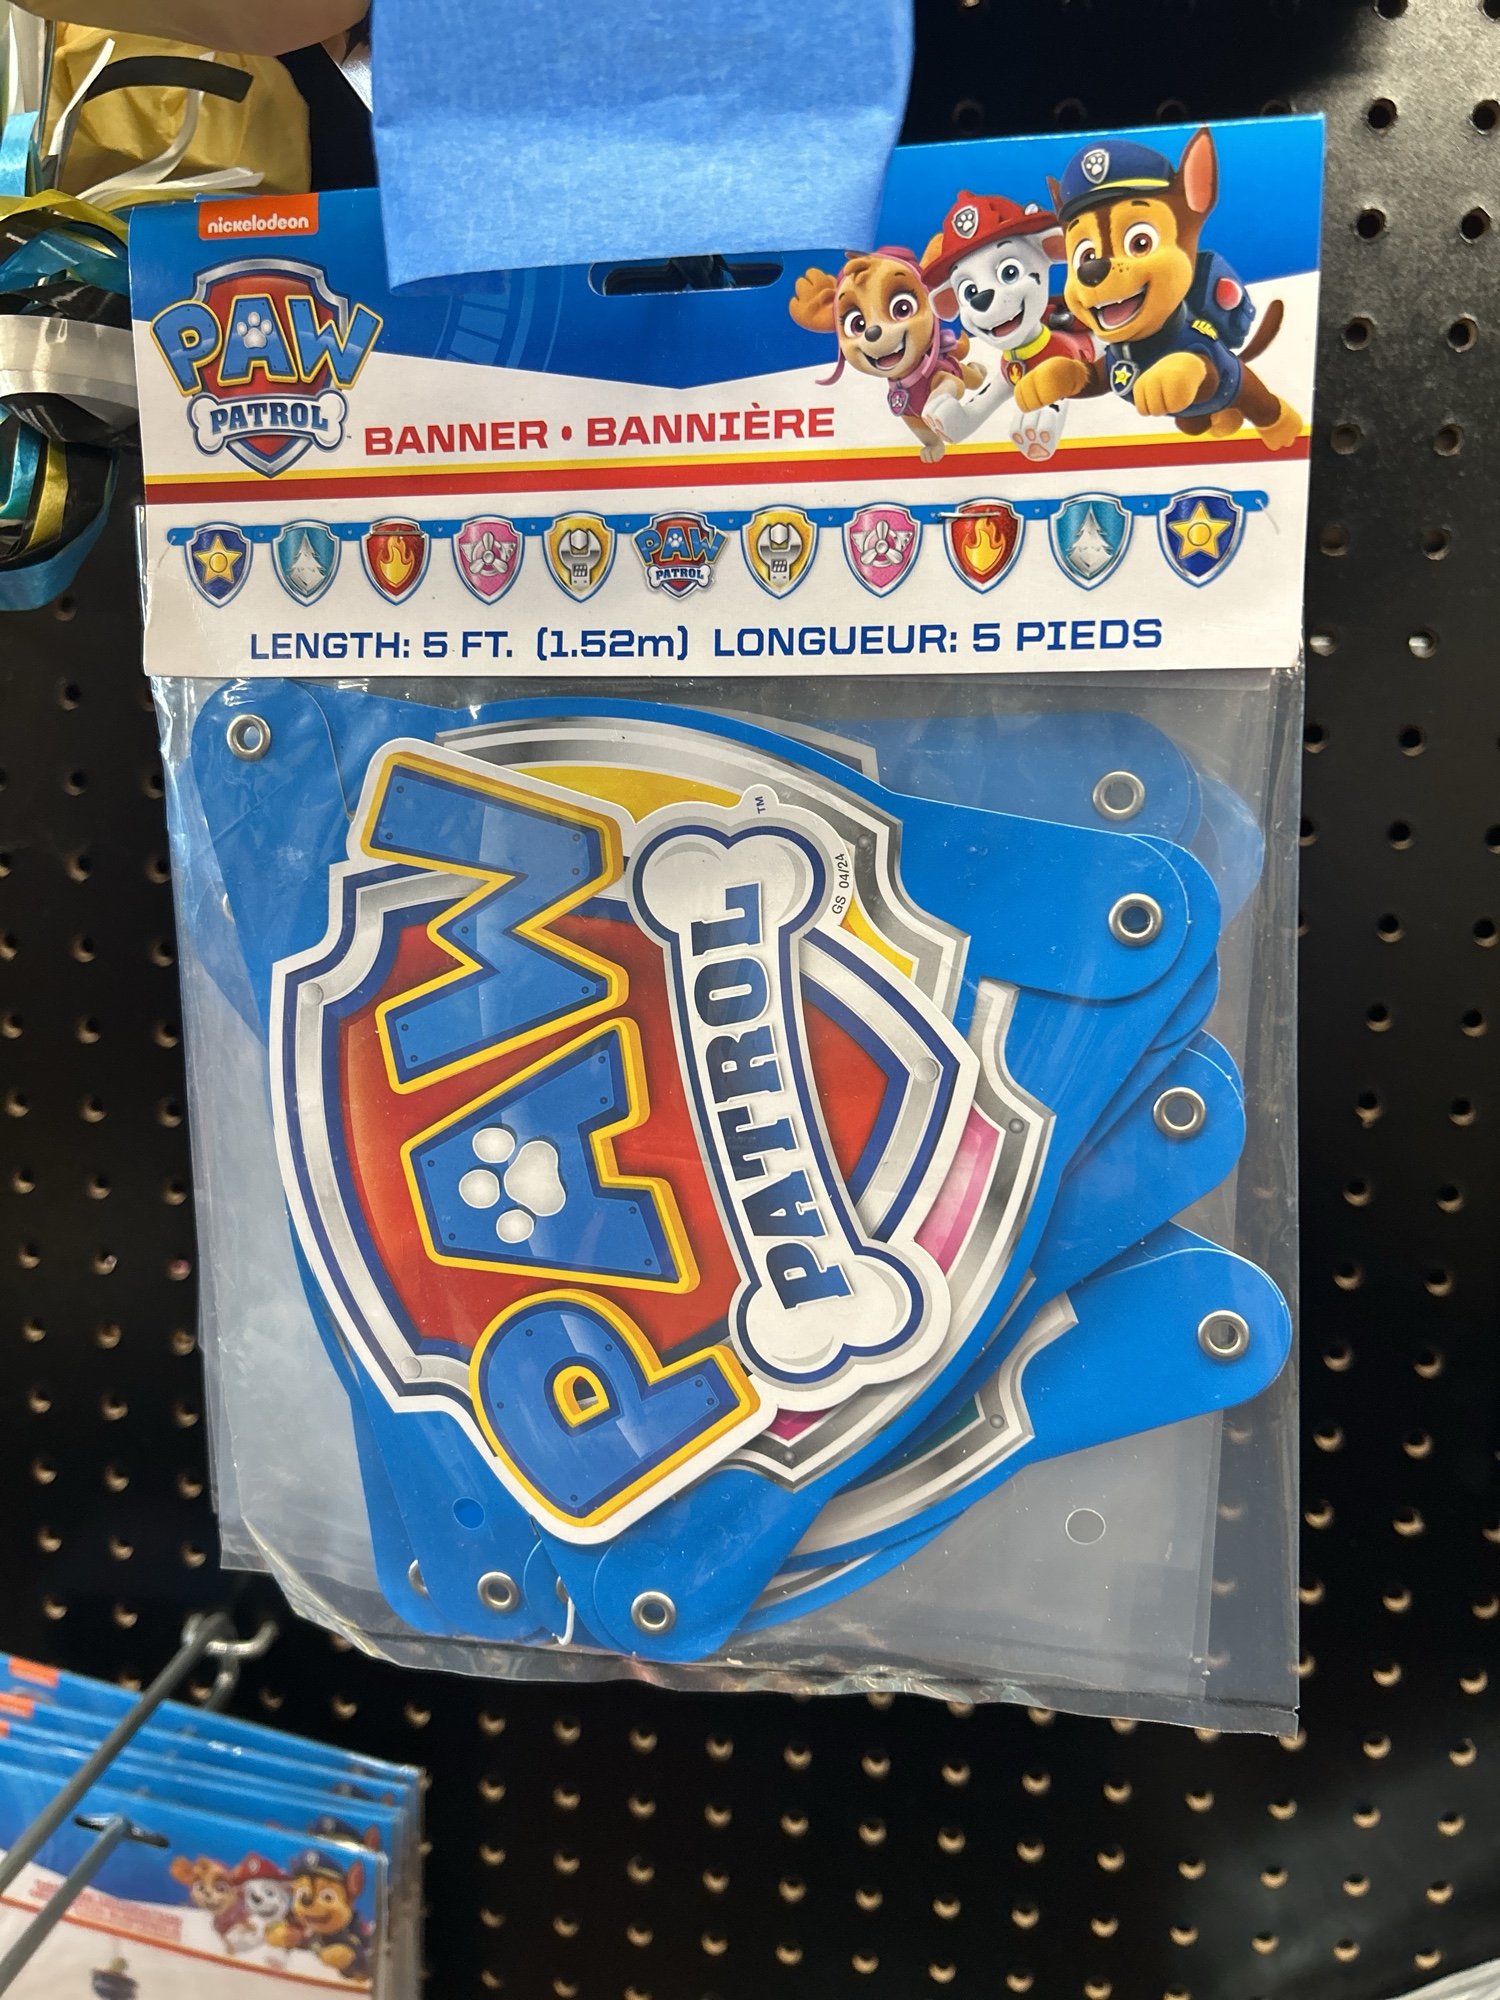 nickelodeon
PAW
PATROL
BANNER • BANNIÈRE
PAW
PATROL
LENGTH: 5 FT. (1.52m) LONGUEUR: 5 PIEDS
PAW
PATROL
TM
GS 04/24